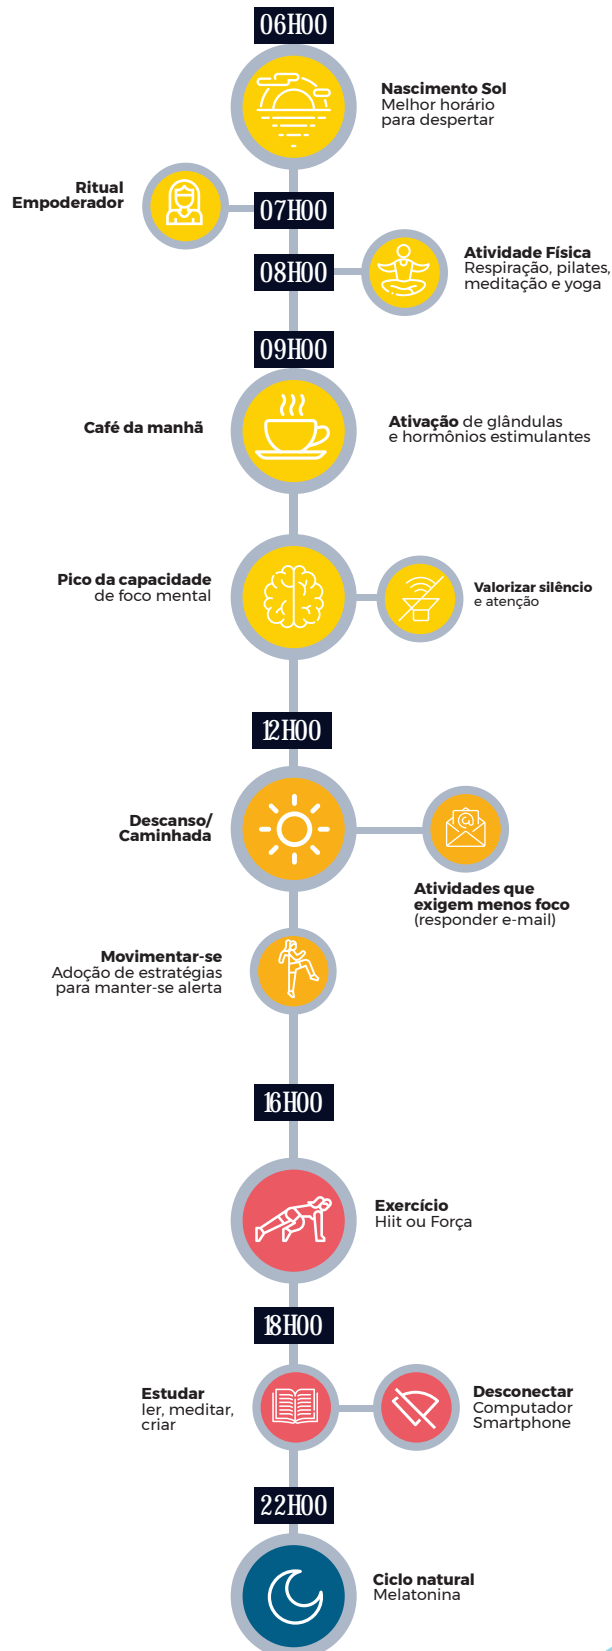 06H00
Nascimento Sol
Melhor horário
para despertar
Ritual
Empoderador
07H00
08H00
Atividade Física
Respiração, pilates,
meditação e yoga
09H00
Café da manhã
Ativação de glândulas
e hormônios estimulantes
Pico da capacidade
de foco mental
Valorizar silêncio
e atenção
12H00
Descanso/
Caminhada
Atividades que
exigem menos foco
(responder e-mail)
Movimentar-se
Adoção de estratégias
para manter-se alerta
16H00
Exercício
Hiit ou Força
18H00
Estudar
ler, meditar,
criar
Desconectar
Computador
Smartphone
22H00
Ciclo natural
Melatonina